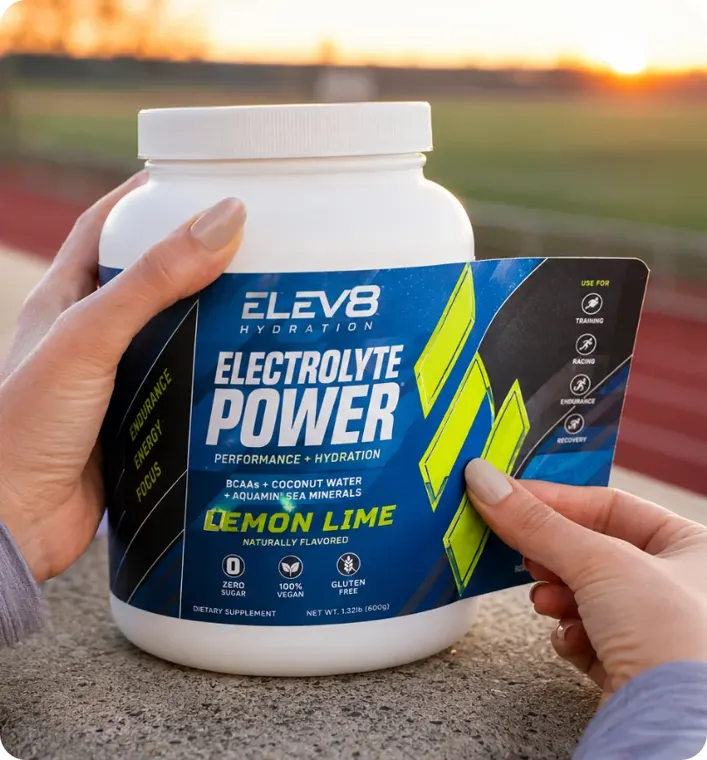 ELEV8
HYDRATION
ELECTROLYTE
POWER
PERFORMANCE + HYDRATION
BCAAs + COCONUT WATER
+ AQUAMIN® SEA MINERALS
LEMON LIME
NATURALLY FLAVORED
0
ZERO
SUGAR
100%
VEGAN
GLUTEN
FREE
DIETARY SUPPLEMENT
NET WT. 1.32lb (600g)
ENDURANCE
ENERGY
FOCUS
USE FOR
TRAINING
RACING
ENDURANCE
RECOVERY